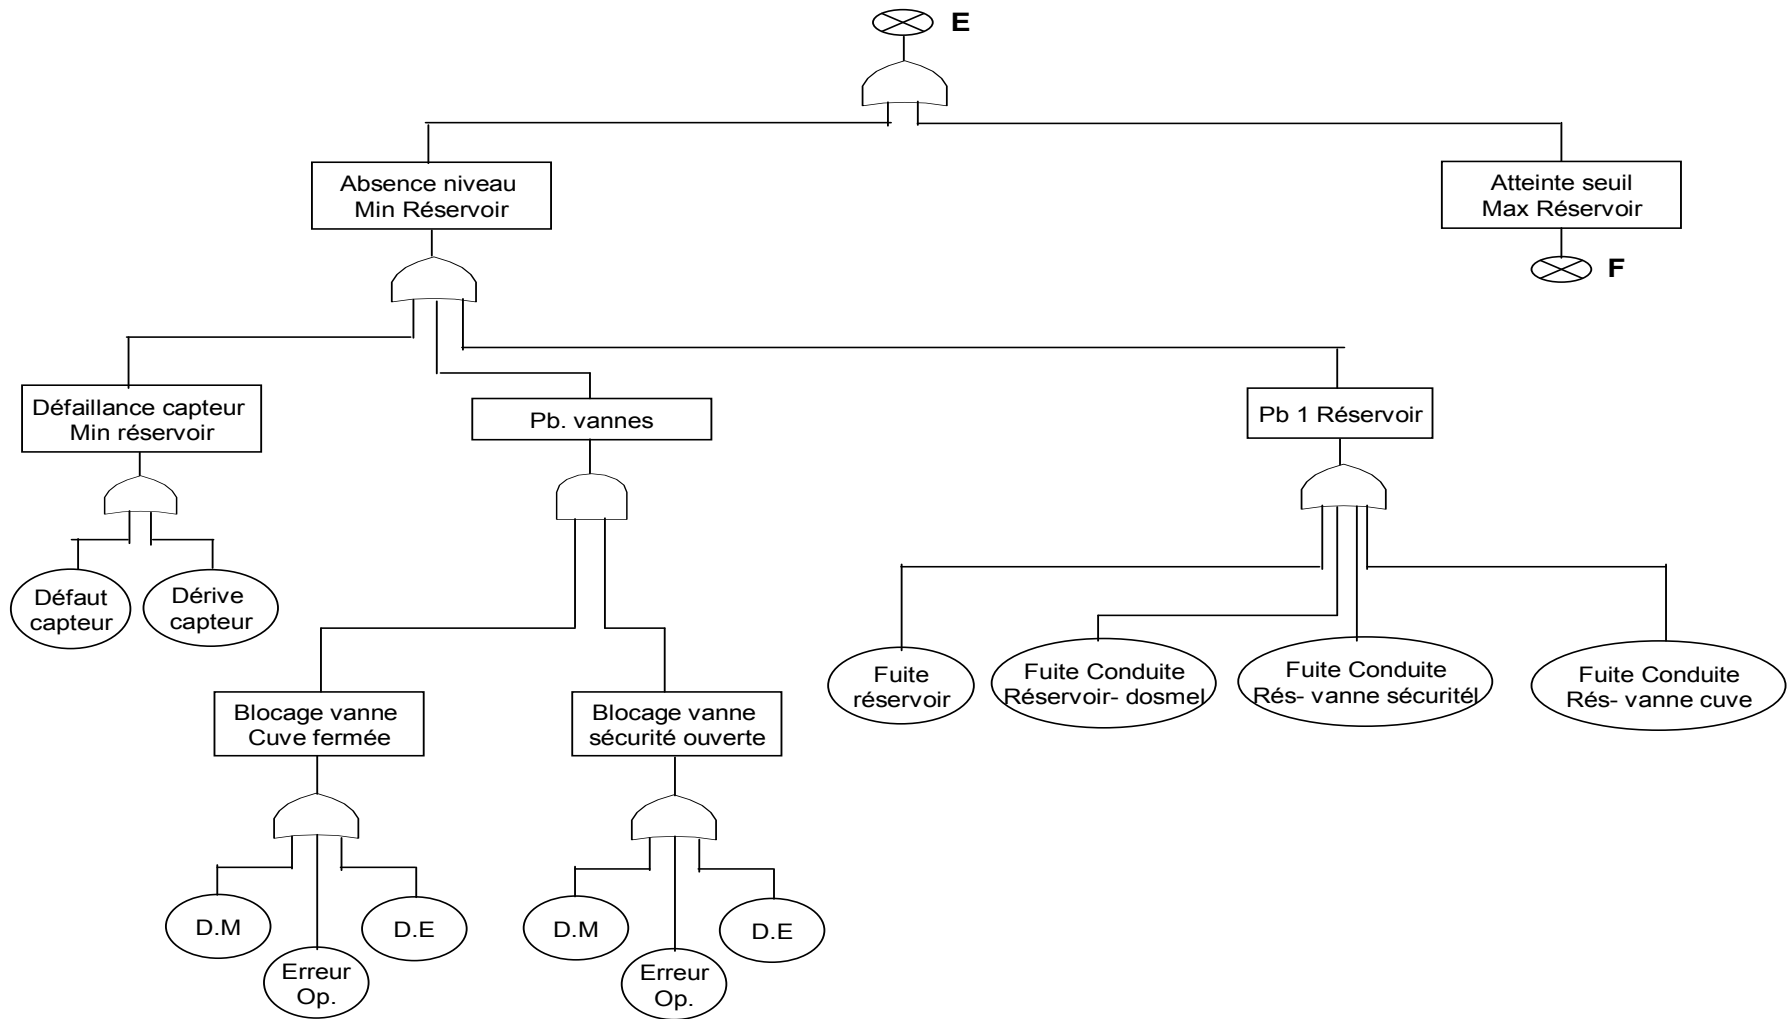 E
Absence niveau
Min Réservoir
Atteinte seuil
Max Réservoir
F
Défaillance capteur
Min réservoir
Pb. vannes
Pb 1 Réservoir
Défaut
capteur
Dérive
capteur
Fuite
réservoir
Fuite Conduite
Réservoir- dosmel
Fuite Conduite
Rés- vanne sécuritél
Fuite Conduite
Rés- vanne cuve
Blocage vanne
Cuve fermée
Blocage vanne
sécurité ouverte
D.M
Erreur
Op.
D.E
D.M
Erreur
Op.
D.E